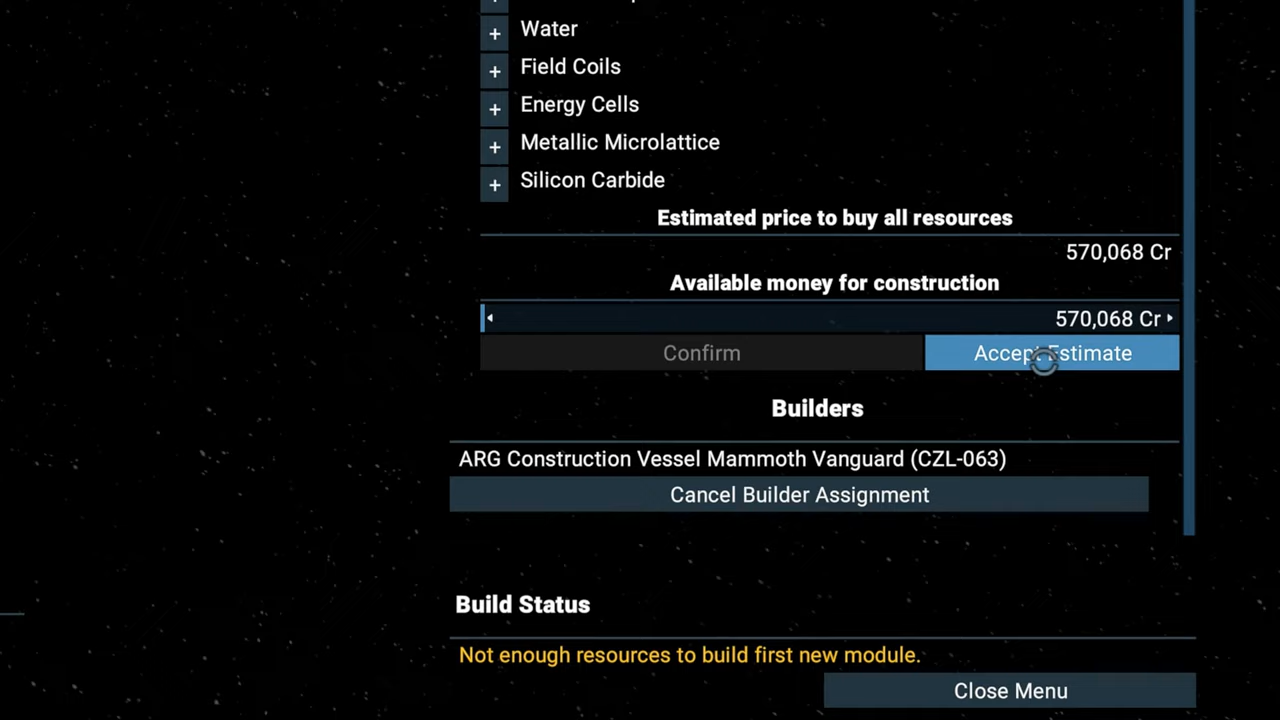 Water
Field Coils
Energy Cells
Metallic Microlattice
Silicon Carbide
Estimated price to buy all resources
570,068 Cr
Available money for construction
570,068 Cr
Confirm
Accept Estimate
Builders
ARG Construction Vessel Mammoth Vanguard (CZL-063)
Cancel Builder Assignment
Build Status
Not enough resources to build first new module.
Close Menu